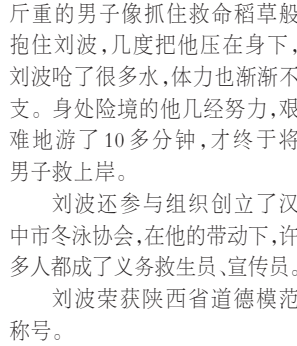 斤重的男子像抓住救命稻草般
抱住刘波,几度把他压在身下,
刘波呛了很多水,体力也渐渐不
支。身处险境的他几经努力,艰
难地游了10多分钟,才终于将
男子救上岸。
刘波还参与组织创立了汉
中市冬泳协会,在他的带动下,许
多人都成了义务救生员、宣传员。
刘波荣获陕西省道德模范
称号。